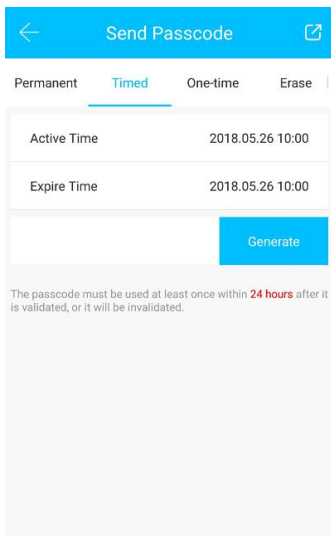 Send Passcode
Permanent Timed One-time Erase
Active Time 2018.05.26 10:00
Expire Time 2018.05.26 10:00
Generate
The passcode must be used at least once within 24 hours after it
is validated, or it will be invalidated.